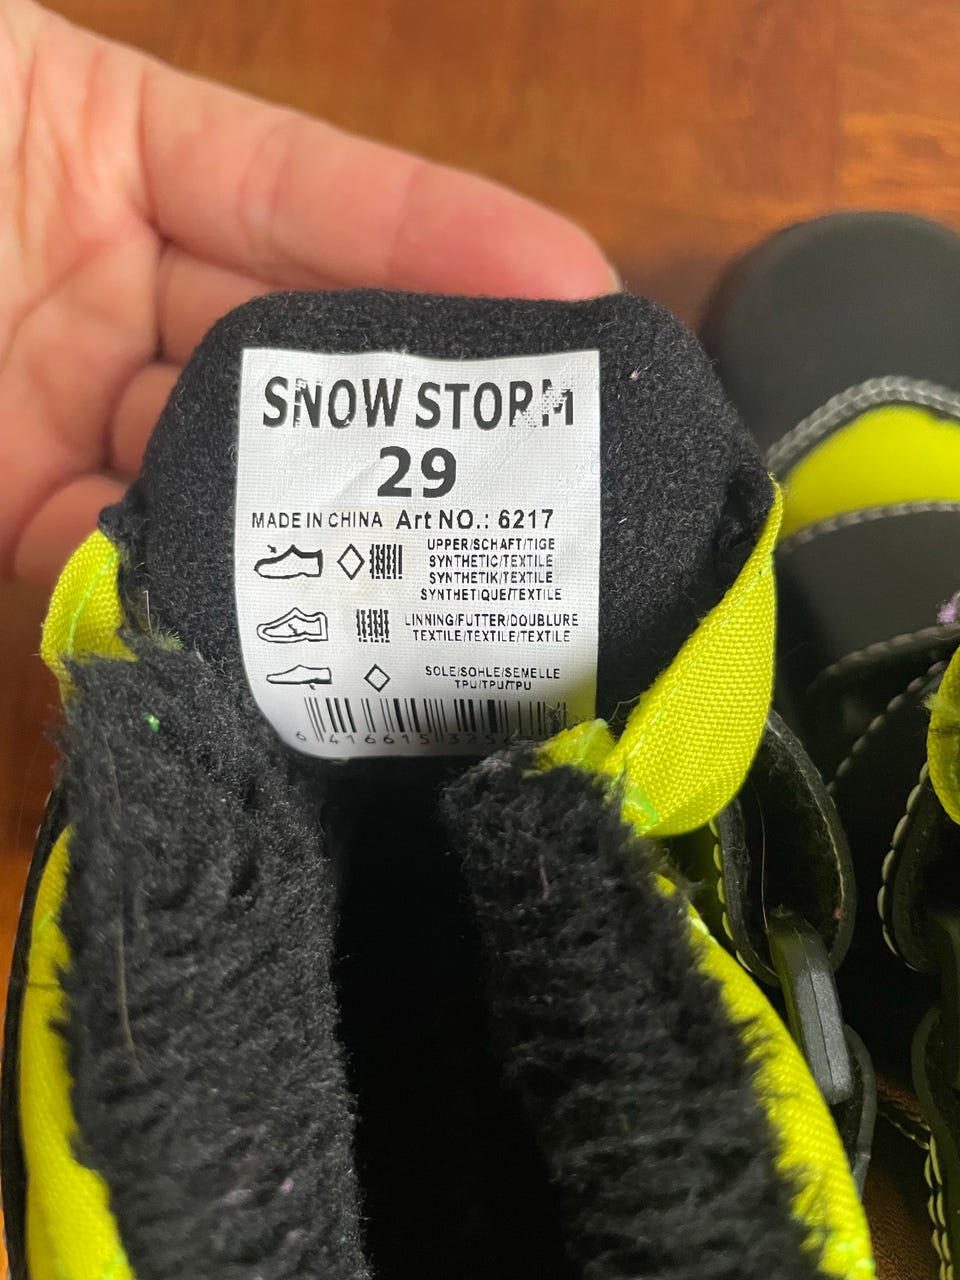 SNOW STORM
29
MADE IN CHINA Art NO.: 6217
UPPER/SCHAFT/TIGE
SYNTHETIC/TEXTILE
SYNTHETIK/TEXTILE
SYNTHETIQUE/TEXTILE
LINNING/FUTTER/DOUBLURE
TEXTILE/TEXTILE/TEXTILE
SOLE/SOHLE/SEMELLE
TPU/TPU/TPU